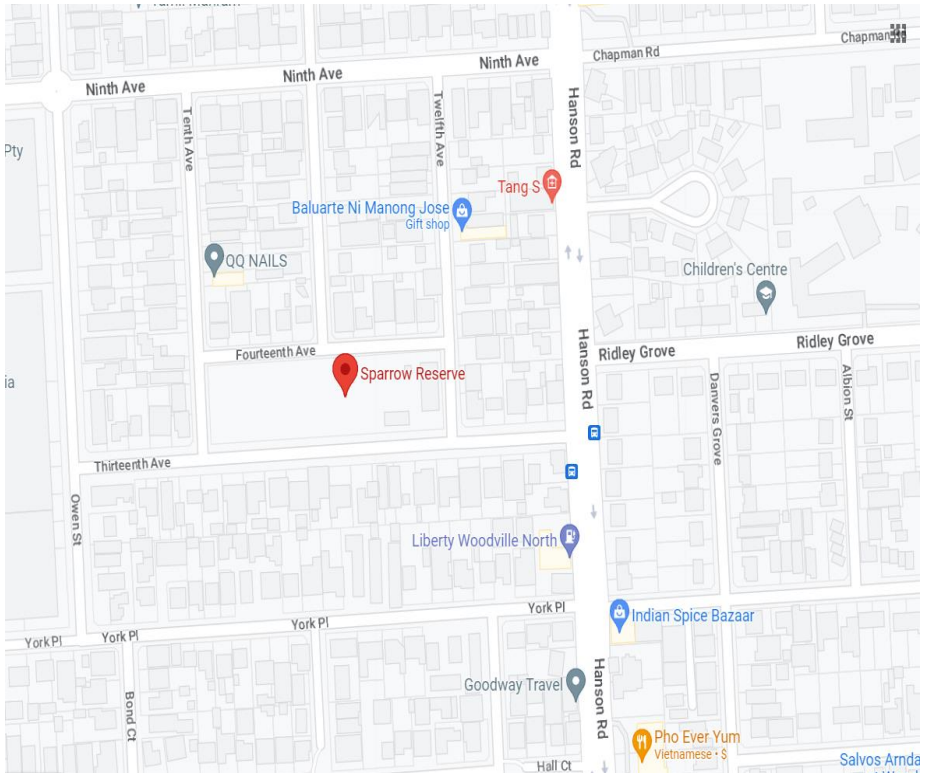 Chapman Rd
Ninth Ave
Ninth Ave
Ninth Ave
Tenth Ave
Twelfth Ave
Hanson Rd
Pty
Tang S
Baluarte Ni Manong Jose
Gift shop
QQ NAILS
Children's Centre
Fourteenth Ave
Sparrow Reserve
Hanson Rd
Ridley Grove
Ridley Grove
ia
Danvers Grove
Albion St
Thirteenth Ave
Owen St
Liberty Woodville North
York Pl
York Pl
York Pl
York Pl
Indian Spice Bazaar
Goodway Travel
Hanson Rd
Bond Ct
Pho Ever Yum
Vietnamese • $
Hall Ct
Salvos Arnda